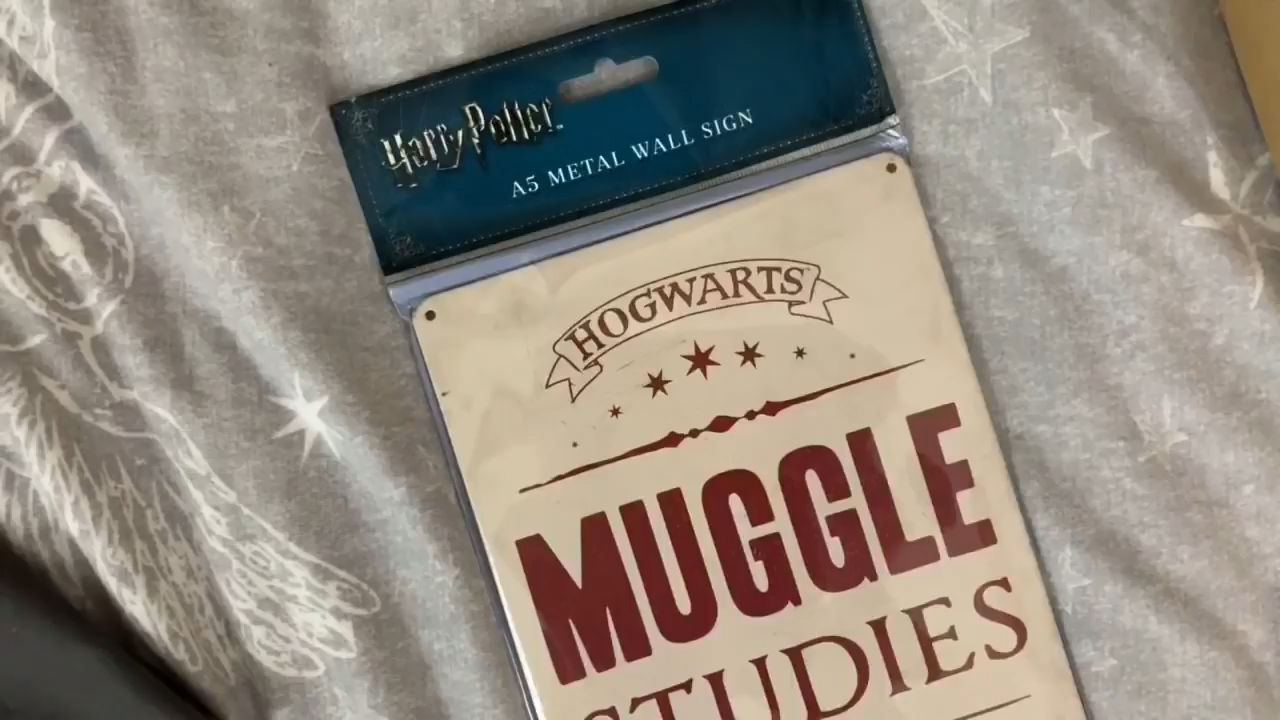 Harry Potter
A5 METAL WALL SIGN
HOGWARTS
MUGGLE
STUDIES